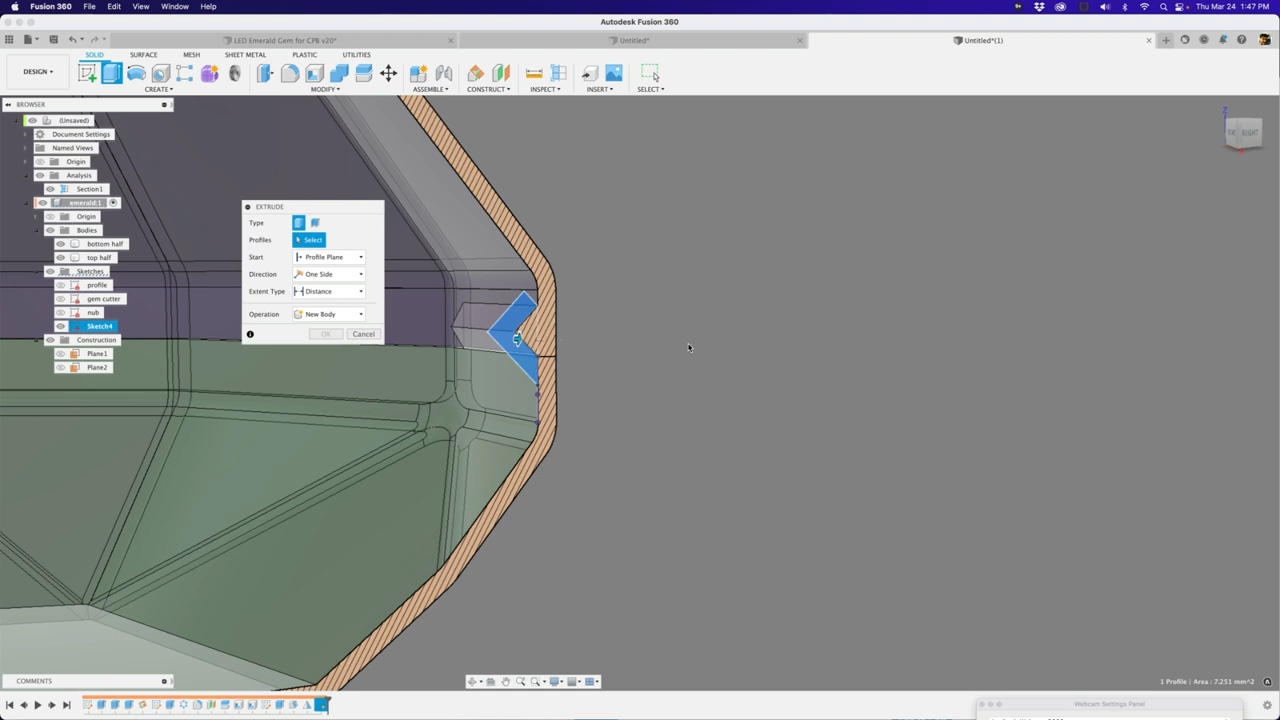 Fusion 360 File Edit View Window Help
Thu Mar 24 1:47 PM
Autodesk Fusion 360
LED Emerald Gem for CPB v20*
Untitled*
Untitled*(1)
DESIGN
SOLID SURFACE MESH SHEET METAL PLASTIC UTILITIES
CREATE MODIFY ASSEMBLE CONSTRUCT INSPECT INSERT SELECT
BROWSER
(Unsaved)
Document Settings
Named Views
Origin
Analysis
Section1
emerald:1
Origin
Bodies
bottom half
top half
Sketches
profile
gem cutter
nub
Sketch4
Construction
Plane1
Plane2
EXTRUDE
Type
Profiles Select
Start Profile Plane
Direction One Side
Extent Type Distance
Operation New Body
OK Cancel
Z
RIGHT
COMMENTS
1 Profile | Area : 7.251 mm^2
Webcam Settings Panel